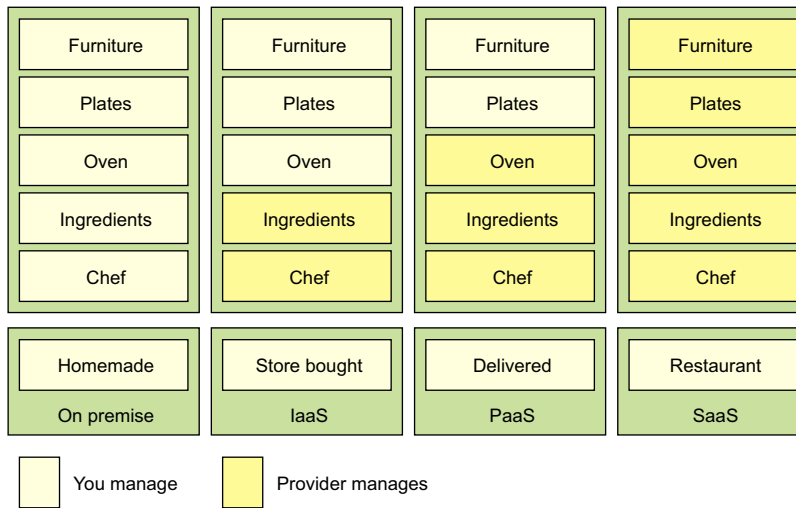 Furniture
Plates
Oven
Ingredients
Chef
Homemade
On premise
Furniture
Plates
Oven
Ingredients
Chef
Store bought
IaaS
Furniture
Plates
Oven
Ingredients
Chef
Delivered
PaaS
Furniture
Plates
Oven
Ingredients
Chef
Restaurant
SaaS
You manage
Provider manages